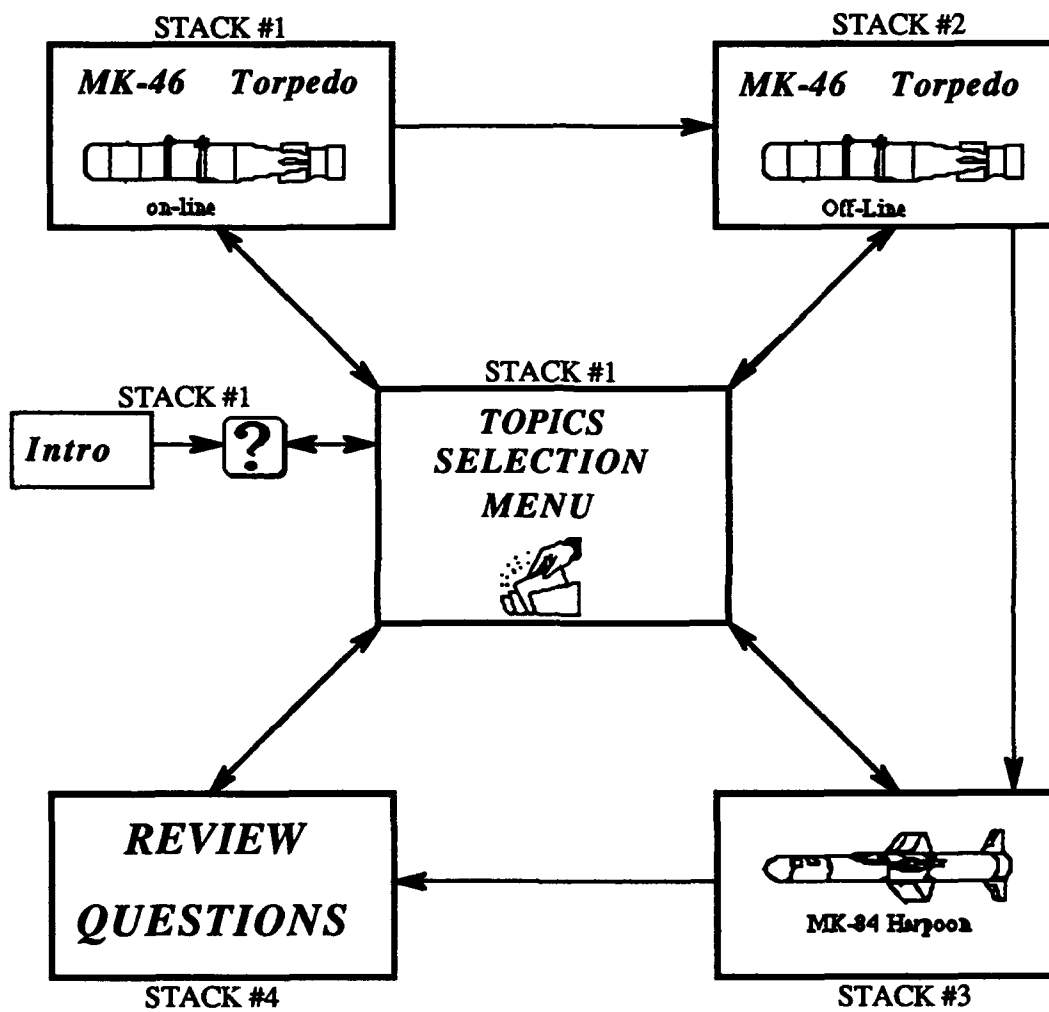 STACK #1
MK-46 Torpedo
on-line
STACK #2
MK-46 Torpedo
Off-Line
STACK #1
Intro
?
STACK #1
TOPICS
SELECTION
MENU
REVIEW
QUESTIONS
STACK #4
MK-84 Harpoon
STACK #3